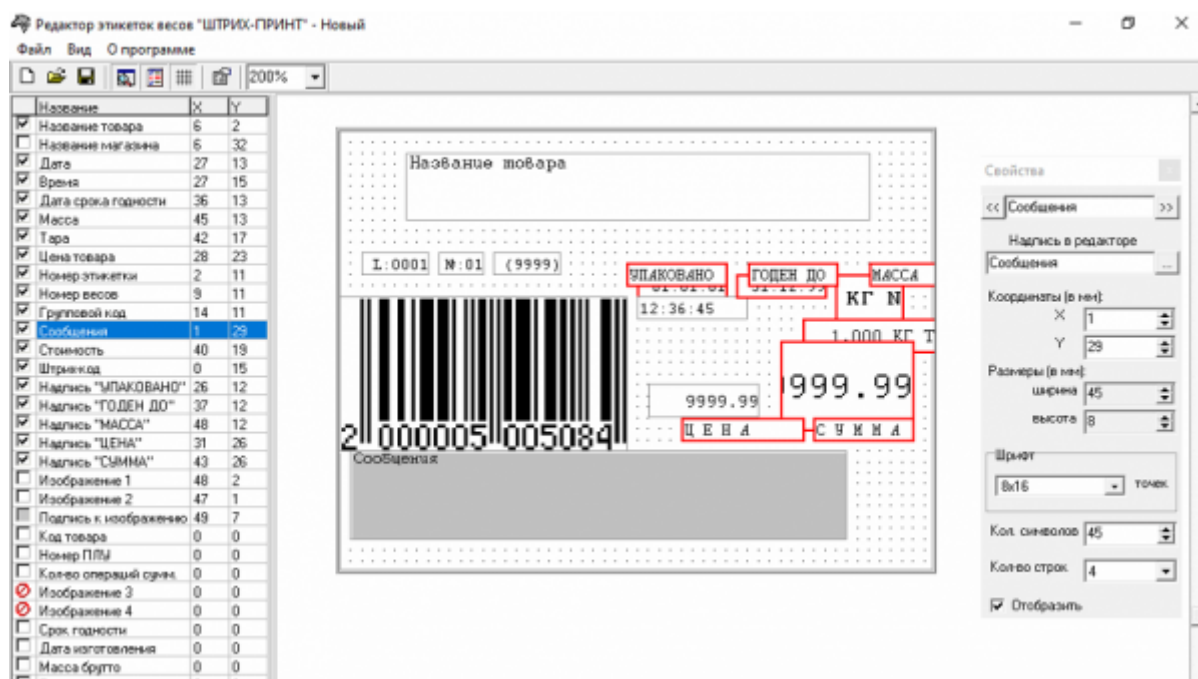 Редактор этикеток весов "ШТРИХ-ПРИНТ" - Новый
Файл Вид О программе
200%
Название X Y
Название товара 6 2
Название магазина 6 32
Дата 27 13
Время 27 15
Дата срока годности 36 13
Масса 45 13
Тара 42 17
Цена товара 28 23
Номер этикетки 2 11
Номер весов 9 11
Групповой код 14 11
Сообщения 1 29
Стоимость 40 19
Штрих-код 0 15
Надпись "УПАКОВАНО" 26 12
Надпись "ГОДЕН ДО" 37 12
Надпись "МАССА" 48 12
Надпись "ЦЕНА" 31 26
Надпись "СУММА" 43 26
Изображение 1 48 2
Изображение 2 47 1
Подпись к изображению 49 7
Код товара 0 0
Номер ПЛУ 0 0
Кол-во операций сумм. 0 0
Изображение 3 0 0
Изображение 4 0 0
Срок годности 0 0
Дата изготовления 0 0
Масса брутто 0 0
Название товара
L:0001 №:01 (9999)
УПАКОВАНО ГОДЕН ДО МАССА
12:36:45 КГ N
1.000 КГ Т
9999.99 9999.99
ЦЕНА СУММА
2 000005 005084
Сообщения
Свойства
<< Сообщения >>
Надпись в редакторе
Сообщения ...
Координаты (в мм):
X 1
Y 29
Размеры (в мм):
ширина 45
высота 8
Шрифт
8x16 точек
Кол. символов 45
Кол-во строк 4
Отобразить